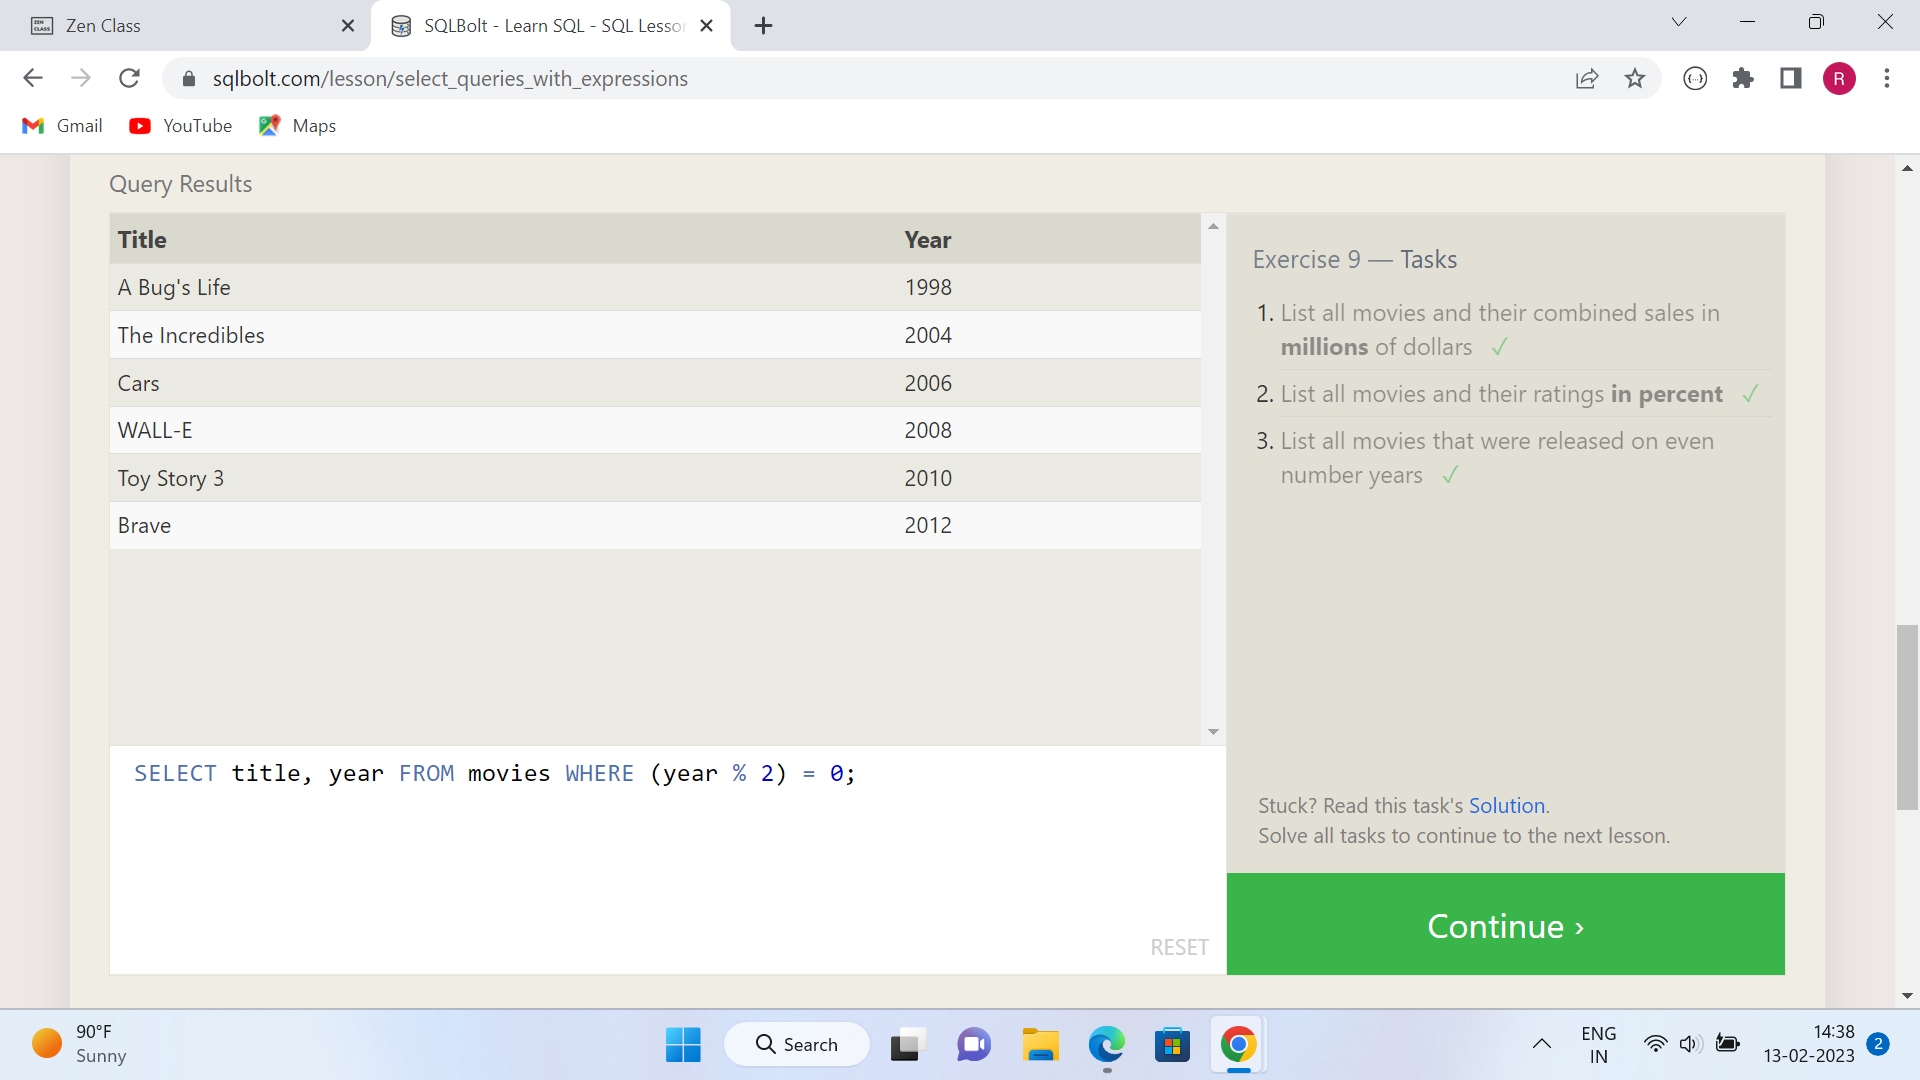 Zen Class
SQLBolt - Learn SQL - SQL Lesso
sqlbolt.com/lesson/select_queries_with_expressions
R
Gmail
YouTube
Maps
Query Results
Title Year
A Bug's Life 1998
The Incredibles 2004
Cars 2006
WALL-E 2008
Toy Story 3 2010
Brave 2012
SELECT title, year FROM movies WHERE (year % 2) = 0;
RESET
Exercise 9 — Tasks
1. List all movies and their combined sales in
millions of dollars ✓
2. List all movies and their ratings in percent ✓
3. List all movies that were released on even
number years ✓
Stuck? Read this task's Solution.
Solve all tasks to continue to the next lesson.
Continue ›
90°F
Sunny
Search
ENG
IN
14:38
13-02-2023
2